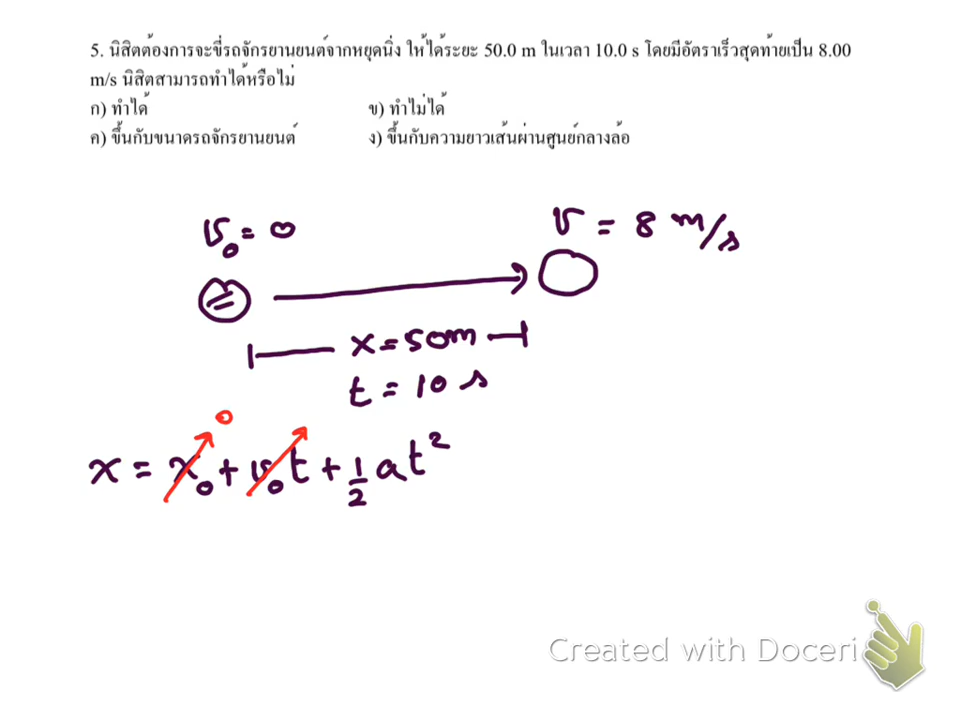 5. นิสิตต้องการจะขี่รถจักรยานยนต์จากหยุดนิ่ง ให้ได้ระยะ 50.0 m ในเวลา 10.0 s โดยมีอัตราเร็วสุดท้ายเป็น 8.00
m/s นิสิตสามารถทำได้หรือไม่
ก) ทำได้ ข) ทำไม่ได้
ค) ขึ้นกับขนาดรถจักรยานยนต์ ง) ขึ้นกับความยาวเส้นผ่านศูนย์กลางล้อ
v₀ = 0 v = 8 m/s
x = 50m
t = 10 s
0
x = x₀ + v₀t + ½at²
Created with Doceri